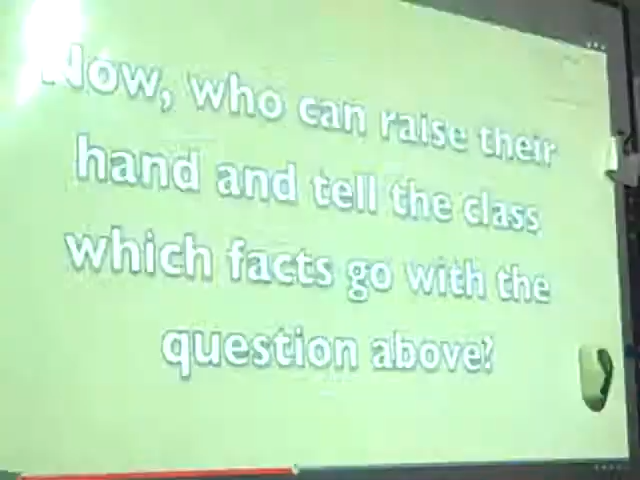 Now, who can raise their
hand and tell the class
which facts go with the
question above?